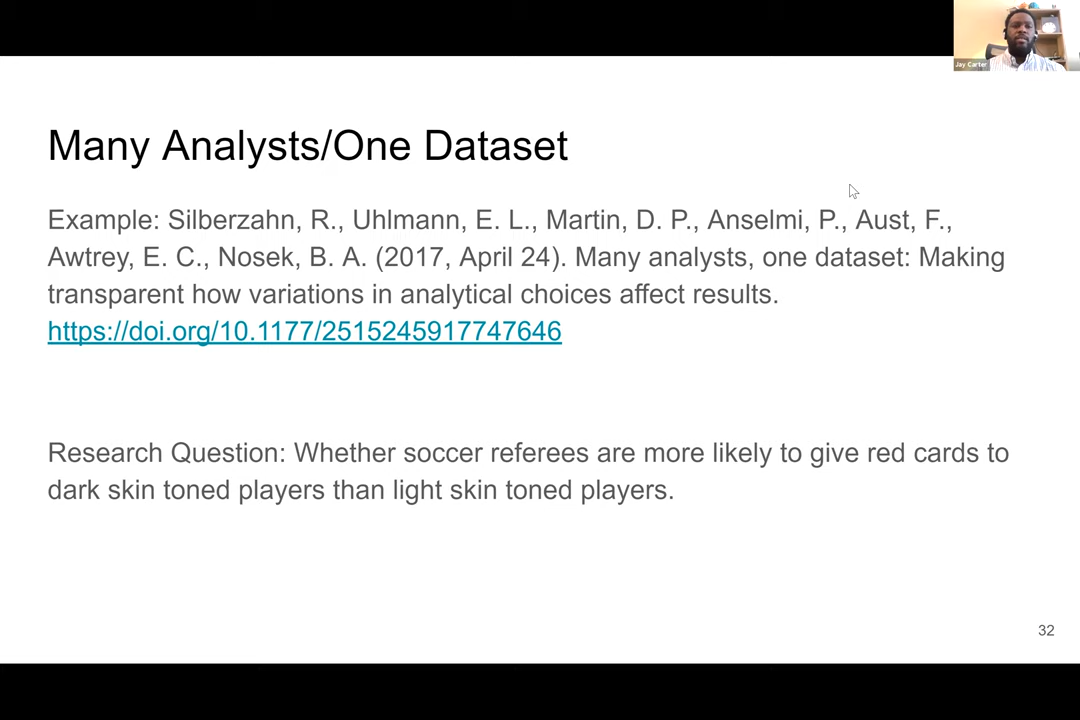 Jay Carter
Many Analysts/One Dataset
Example: Silberzahn, R., Uhlmann, E. L., Martin, D. P., Anselmi, P., Aust, F.,
Awtrey, E. C., Nosek, B. A. (2017, April 24). Many analysts, one dataset: Making
transparent how variations in analytical choices affect results.
https://doi.org/10.1177/2515245917747646
Research Question: Whether soccer referees are more likely to give red cards to
dark skin toned players than light skin toned players.
32